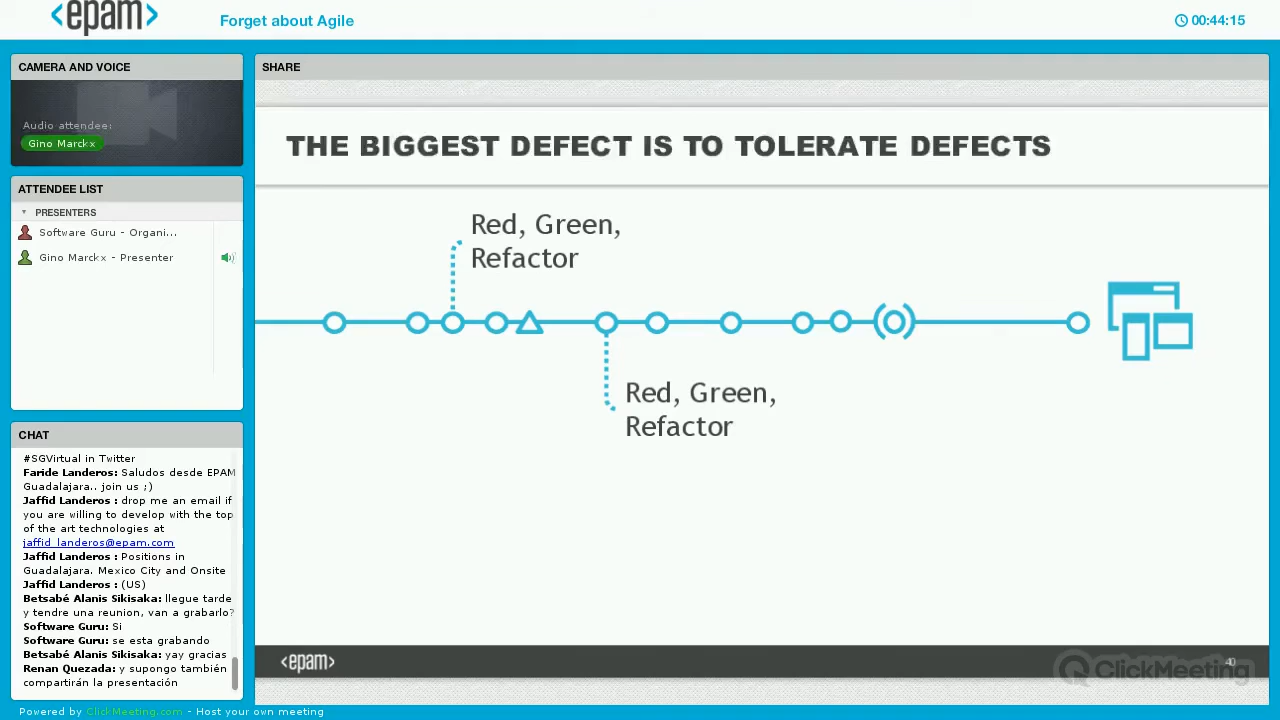 <epam>
Forget about Agile
00:44:15
CAMERA AND VOICE
Audio attendee:
Gino Marckx
ATTENDEE LIST
PRESENTERS
Software Guru - Organi...
Gino Marckx - Presenter
CHAT
#SGVirtual in Twitter
Faride Landeros: Saludos desde EPAM
Guadalajara.. join us ;)
Jaffid Landeros : drop me an email if
you are willing to develop with the top
of the art technologies at
jaffid_landeros@epam.com
Jaffid Landeros : Positions in
Guadalajara. Mexico City and Onsite
Jaffid Landeros : (US)
Betsabé Alanis Sikisaka: llegue tarde
y tendre una reunion, van a grabarlo?
Software Guru: Si
Software Guru: se esta grabando
Betsabé Alanis Sikisaka: yay gracias
Renan Quezada: y supongo también
compartirán la presentación
SHARE
THE BIGGEST DEFECT IS TO TOLERATE DEFECTS
Red, Green,
Refactor
Red, Green,
Refactor
<epam>
40
ClickMeeting
Powered by ClickMeeting.com - Host your own meeting